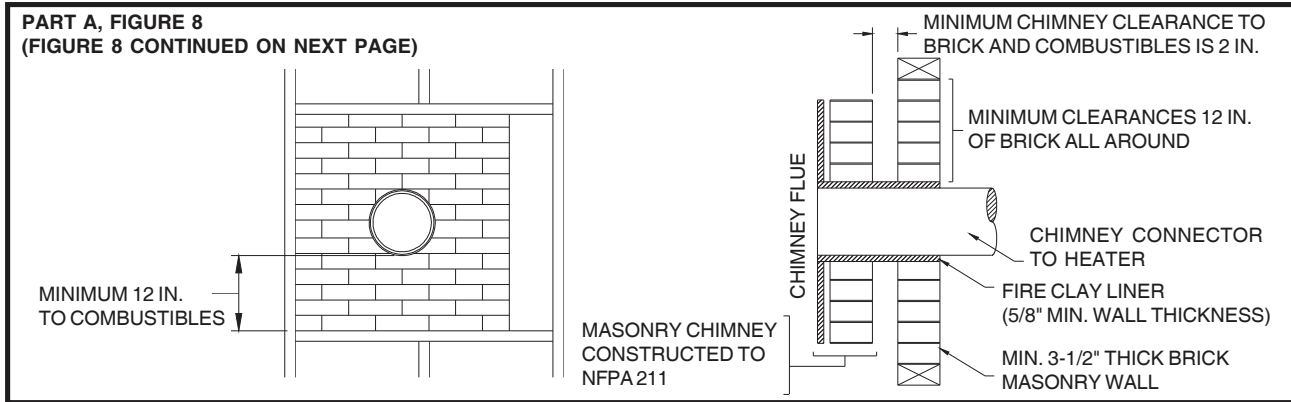 PART A, FIGURE 8
(FIGURE 8 CONTINUED ON NEXT PAGE)
MINIMUM 12 IN.
TO COMBUSTIBLES
MINIMUM CHIMNEY CLEARANCE TO
BRICK AND COMBUSTIBLES IS 2 IN.
MINIMUM CLEARANCES 12 IN.
OF BRICK ALL AROUND
CHIMNEY FLUE
CHIMNEY CONNECTOR
TO HEATER
FIRE CLAY LINER
(5/8" MIN. WALL THICKNESS)
MASONRY CHIMNEY
CONSTRUCTED TO
NFPA 211
MIN. 3-1/2" THICK BRICK
MASONRY WALL